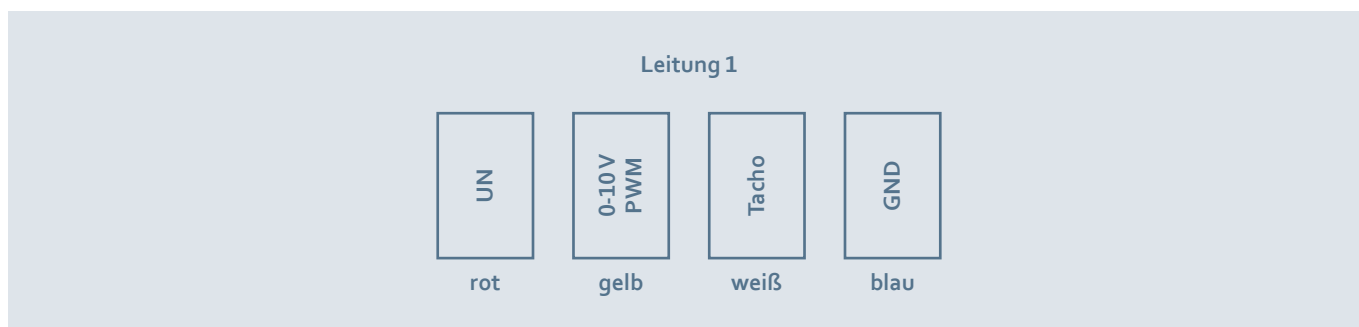 Leitung 1
UN
0-10 V
PWM
Tacho
GND
rot
gelb
weiß
blau